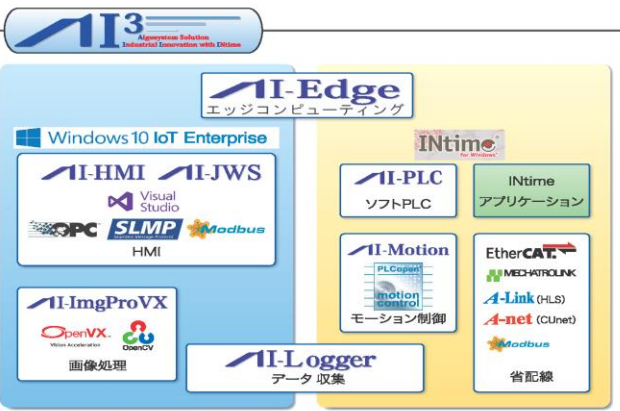 AI3
Algosystem Solution
Industrial Innovation with INtime
AI-Edge
エッジコンピューティング
Windows 10 IoT Enterprise
INtime
for Windows
AI-HMI AI-JWS
Visual
Studio
OPC SLMP Modbus
HMI
AI-PLC
ソフトPLC
INtime
アプリケーション
AI-Motion
PLCopen
motion
control
モーション制御
EtherCAT
MECHATROLINK
A-Link (HLS)
A-net (CUnet)
Modbus
省配線
AI-ImgProVX
OpenVX
Vision Acceleration
OpenCV
画像処理
AI-Logger
データ収集